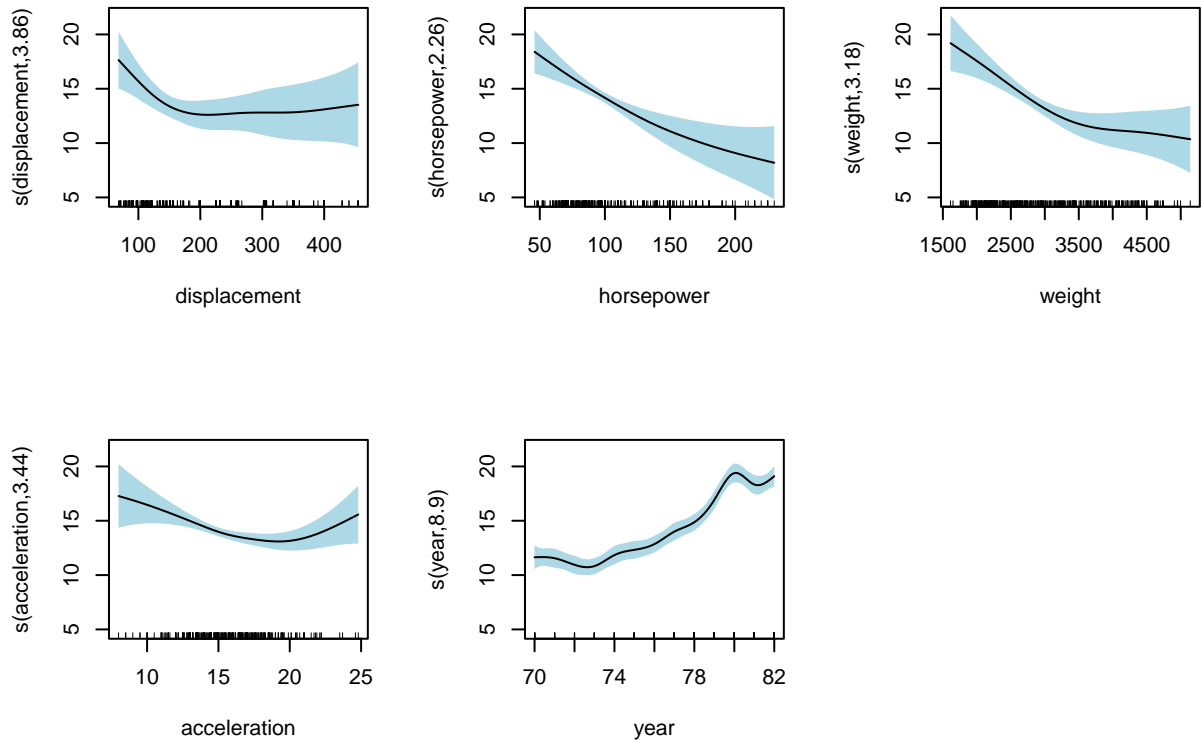 s(displacement,3.86)
5 10 15 20
100 200 300 400
displacement
s(horsepower,2.26)
5 10 15 20
50 100 150 200
horsepower
s(weight,3.18)
5 10 15 20
1500 2500 3500 4500
weight
s(acceleration,3.44)
5 10 15 20
10 15 20 25
acceleration
s(year,8.9)
5 10 15 20
70 74 78 82
year